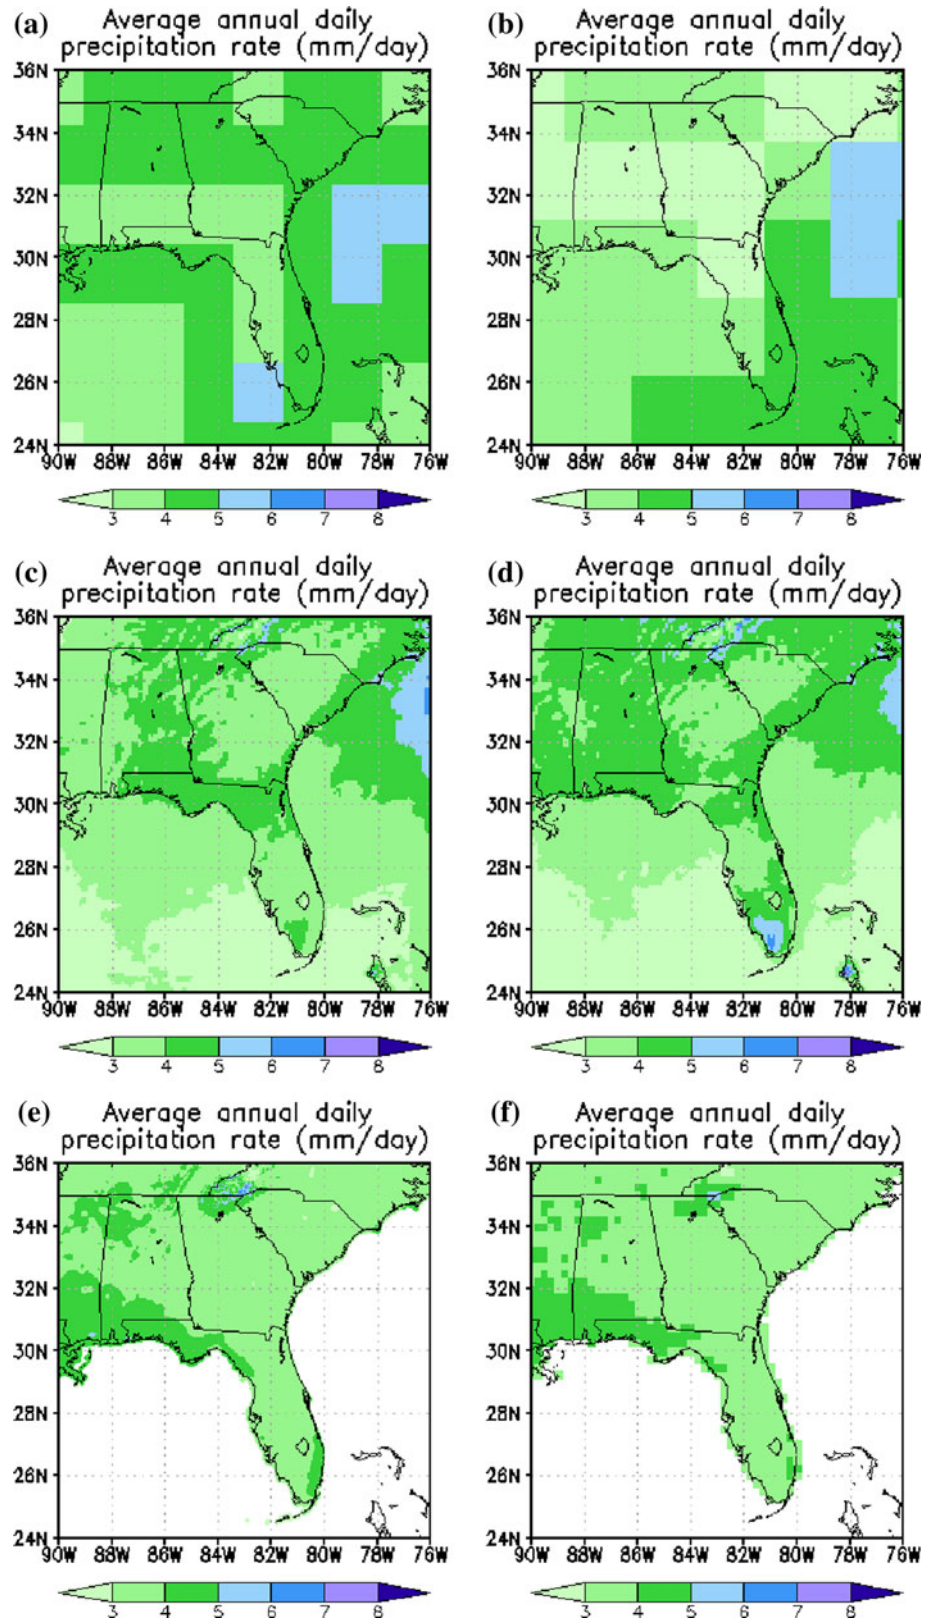 (a) Average annual daily
precipitation rate (mm/day)
36N
34N
32N
30N
28N
26N
24N
90W 88W 86W 84W 82W 80W 76W
3 4 5 6 7 8
(b) Average annual daily
precipitation rate (mm/day)
36N
34N
32N
30N
28N
26N
24N
90W 88W 86W 84W 82W 80W 76W
3 4 5 6 7 8
(c) Average annual daily
precipitation rate (mm/day)
36N
34N
32N
30N
28N
26N
24N
90W 88W 86W 84W 82W 80W 76W
3 4 5 6 7 8
(d) Average annual daily
precipitation rate (mm/day)
36N
34N
32N
30N
28N
26N
24N
90W 88W 86W 84W 82W 80W 76W
3 4 5 6 7 8
(e) Average annual daily
precipitation rate (mm/day)
36N
34N
32N
30N
28N
26N
24N
90W 88W 86W 84W 82W 80W 76W
3 4 5 6 7 8
(f) Average annual daily
precipitation rate (mm/day)
36N
34N
32N
30N
28N
26N
24N
90W 88W 86W 84W 82W 80W 76W
3 4 5 6 7 8